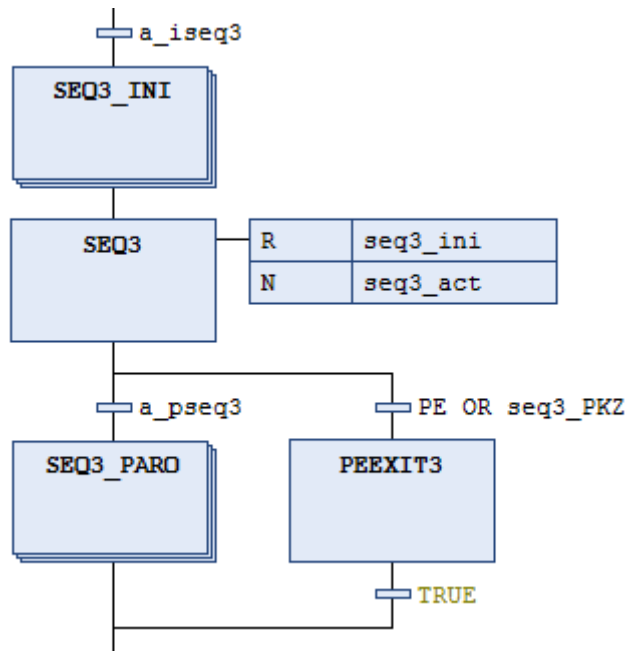 a_iseq3
SEQ3_INI
SEQ3
R seq3_ini
N seq3_act
a_pseq3
PE OR seq3_PKZ
SEQ3_PARO
PEEXIT3
TRUE